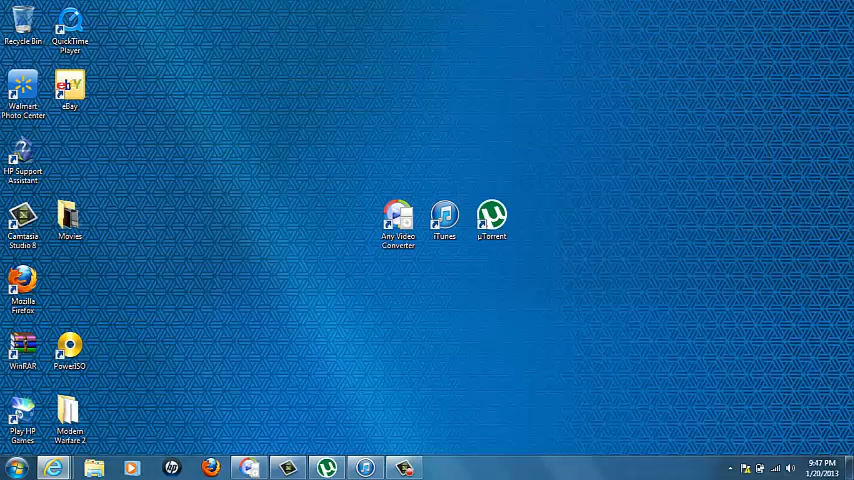 Recycle Bin
QuickTime
Player
Walmart
Photo Center
eBay
HP Support
Assistant
Camtasia
Studio 8
Movies
Any Video
Converter
iTunes
µTorrent
Mozilla
Firefox
WinRAR
PowerISO
Play HP
Games
Modern
Warfare 2
9:47 PM
1/20/2013